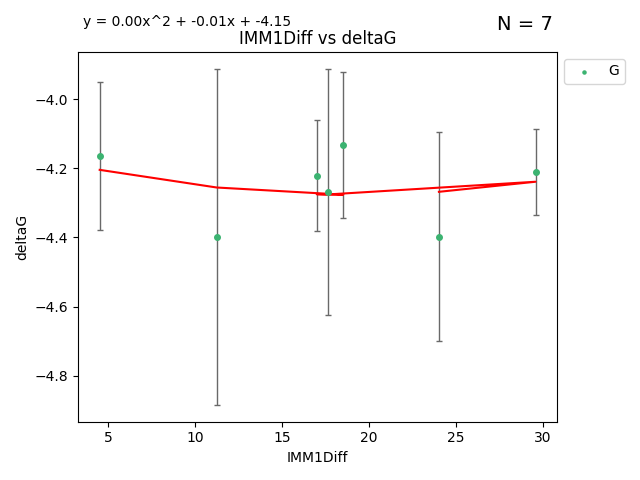 y = 0.00x^2 + -0.01x + -4.15
N = 7
IMM1Diff vs deltaG
G
−4.0
−4.2
−4.4
−4.6
−4.8
deltaG
5 10 15 20 25 30
IMM1Diff